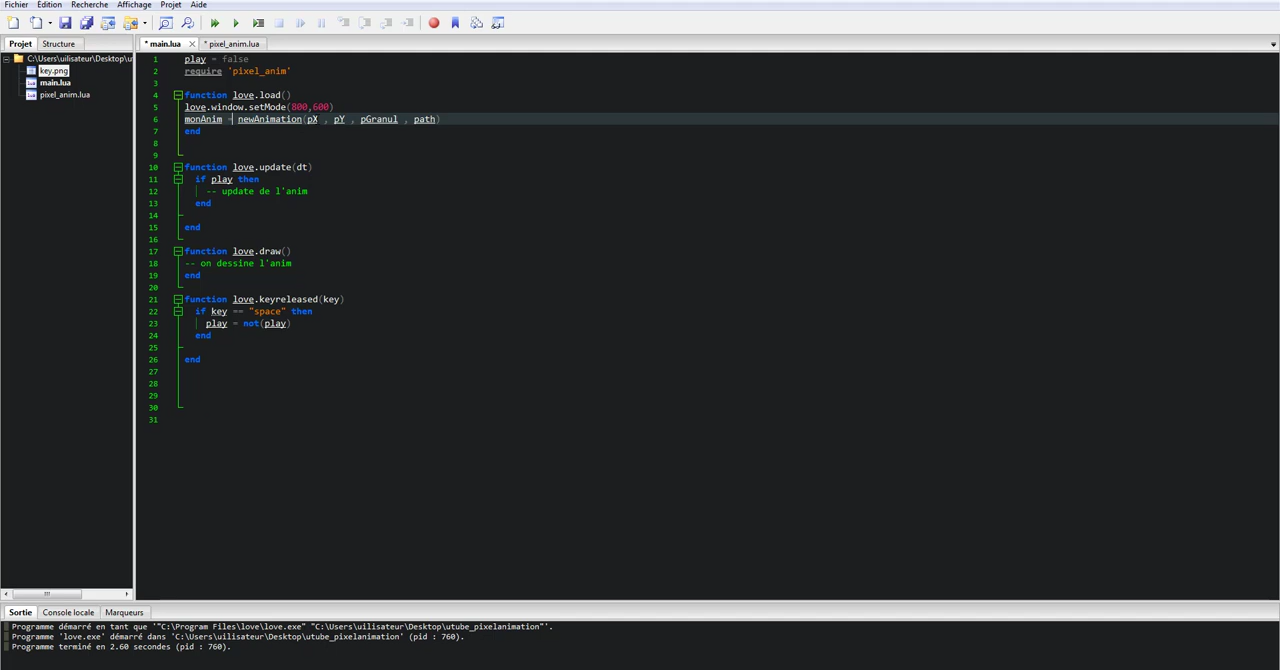 Fichier Édition Recherche Affichage Projet Aide
Projet Structure
* main.lua * pixel_anim.lua
C:\Users\uilisateur\Desktop\ut
key.png
main.lua
pixel_anim.lua
1 play = false
2 require 'pixel_anim'
3
4 function love.load()
5 love.window.setMode(800,600)
6 monAnim = newAnimation(pX , pY , pGranul , path)
7 end
8
9
10 function love.update(dt)
11 if play then
12 -- update de l'anim
13 end
14
15 end
16
17 function love.draw()
18 -- on dessine l'anim
19 end
20
21 function love.keyreleased(key)
22 if key == "space" then
23 play = not(play)
24 end
25
26 end
27
28
29
30
31
Sortie Console locale Marqueurs
Programme démarré en tant que '"C:\Program Files\love\love.exe" "C:\Users\uilisateur\Desktop\utube_pixelanimation"'.
Programme 'love.exe' démarré dans 'C:\Users\uilisateur\Desktop\utube_pixelanimation' (pid : 760).
Programme terminé en 2.60 secondes (pid : 760).